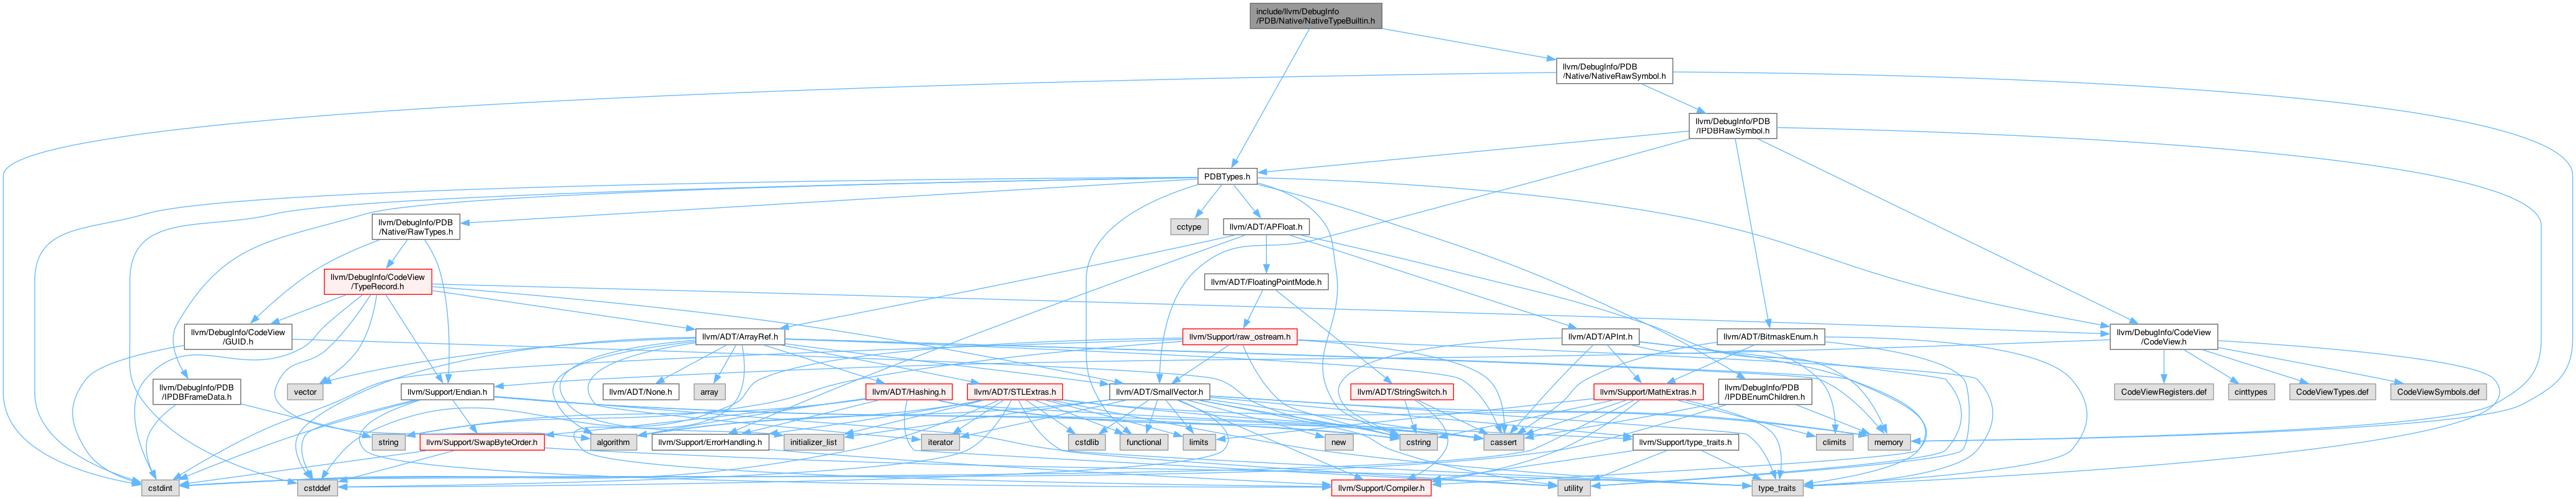 include/llvm/DebugInfo
/PDB/Native/NativeTypeBuiltin.h
llvm/DebugInfo/PDB
/Native/NativeRawSymbol.h
llvm/DebugInfo/PDB
/IPDBRawSymbol.h
PDBTypes.h
llvm/DebugInfo/PDB
/Native/RawTypes.h
cctype
llvm/ADT/APFloat.h
llvm/DebugInfo/CodeView
/TypeRecord.h
llvm/ADT/FloatingPointMode.h
llvm/DebugInfo/CodeView
/GUID.h
llvm/ADT/ArrayRef.h
llvm/Support/raw_ostream.h
llvm/ADT/APInt.h
llvm/ADT/BitmaskEnum.h
llvm/DebugInfo/CodeView
/CodeView.h
llvm/DebugInfo/PDB
/IPDBFrameData.h
vector
llvm/Support/Endian.h
llvm/ADT/None.h
array
llvm/ADT/Hashing.h
llvm/ADT/STLExtras.h
llvm/ADT/SmallVector.h
llvm/ADT/StringSwitch.h
llvm/Support/MathExtras.h
llvm/DebugInfo/PDB
/IPDBEnumChildren.h
CodeViewRegisters.def
cinttypes
CodeViewTypes.def
CodeViewSymbols.def
string
llvm/Support/SwapByteOrder.h
algorithm
llvm/Support/ErrorHandling.h
initializer_list
iterator
cstdlib
functional
limits
new
cstring
cassert
llvm/Support/type_traits.h
climits
memory
cstdint
cstddef
llvm/Support/Compiler.h
utility
type_traits